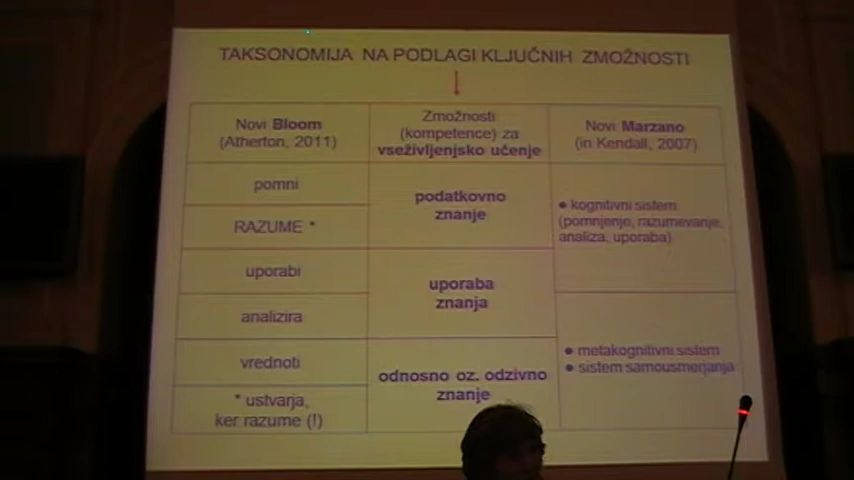 TAKSONOMIJA NA PODLAGI KLJUČNIH ZMOŽNOSTI
Novi Bloom
(Atherton, 2011)
Zmožnosti
(kompetence) za
vseživljenjsko učenje
Novi Marzano
(in Kendall, 2007)
pomni
RAZUME *
uporabi
analizira
vrednoti
* ustvarja,
ker razume (!)
podatkovno
znanje
uporaba
znanja
odnosno oz. odzivno
znanje
● kognitivni sistem
(pomnjenje, razumevanje,
analiza, uporaba)
● metakognitivni sistem
● sistem samousmerjanja